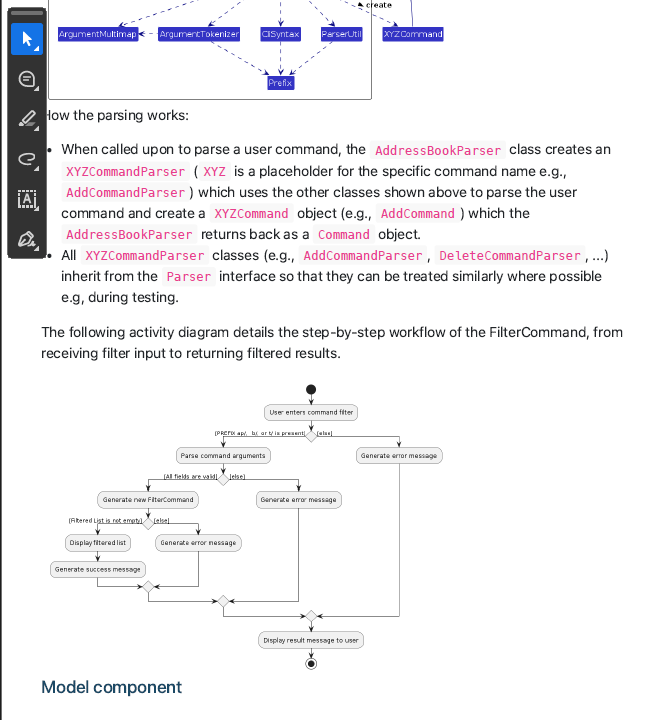 create
ArgumentMultimap
ArgumentTokenizer
CliSyntax
ParserUtil
XYZCommand
Prefix
How the parsing works:
When called upon to parse a user command, the AddressBookParser class creates an
XYZCommandParser ( XYZ is a placeholder for the specific command name e.g.,
AddCommandParser ) which uses the other classes shown above to parse the user
command and create a XYZCommand object (e.g., AddCommand ) which the
AddressBookParser returns back as a Command object.
All XYZCommandParser classes (e.g., AddCommandParser , DeleteCommandParser , ...)
inherit from the Parser interface so that they can be treated similarly where possible
e.g, during testing.
The following activity diagram details the step-by-step workflow of the FilterCommand, from
receiving filter input to returning filtered results.
User enters command filter
[PREFIX ap/, b/, or t/ is present]
[else]
Parse command arguments
Generate error message
[All fields are valid]
[else]
Generate new FilterCommand
Generate error message
[Filtered List is not empty]
[else]
Display filtered list
Generate error message
Generate success message
Display result message to user
Model component